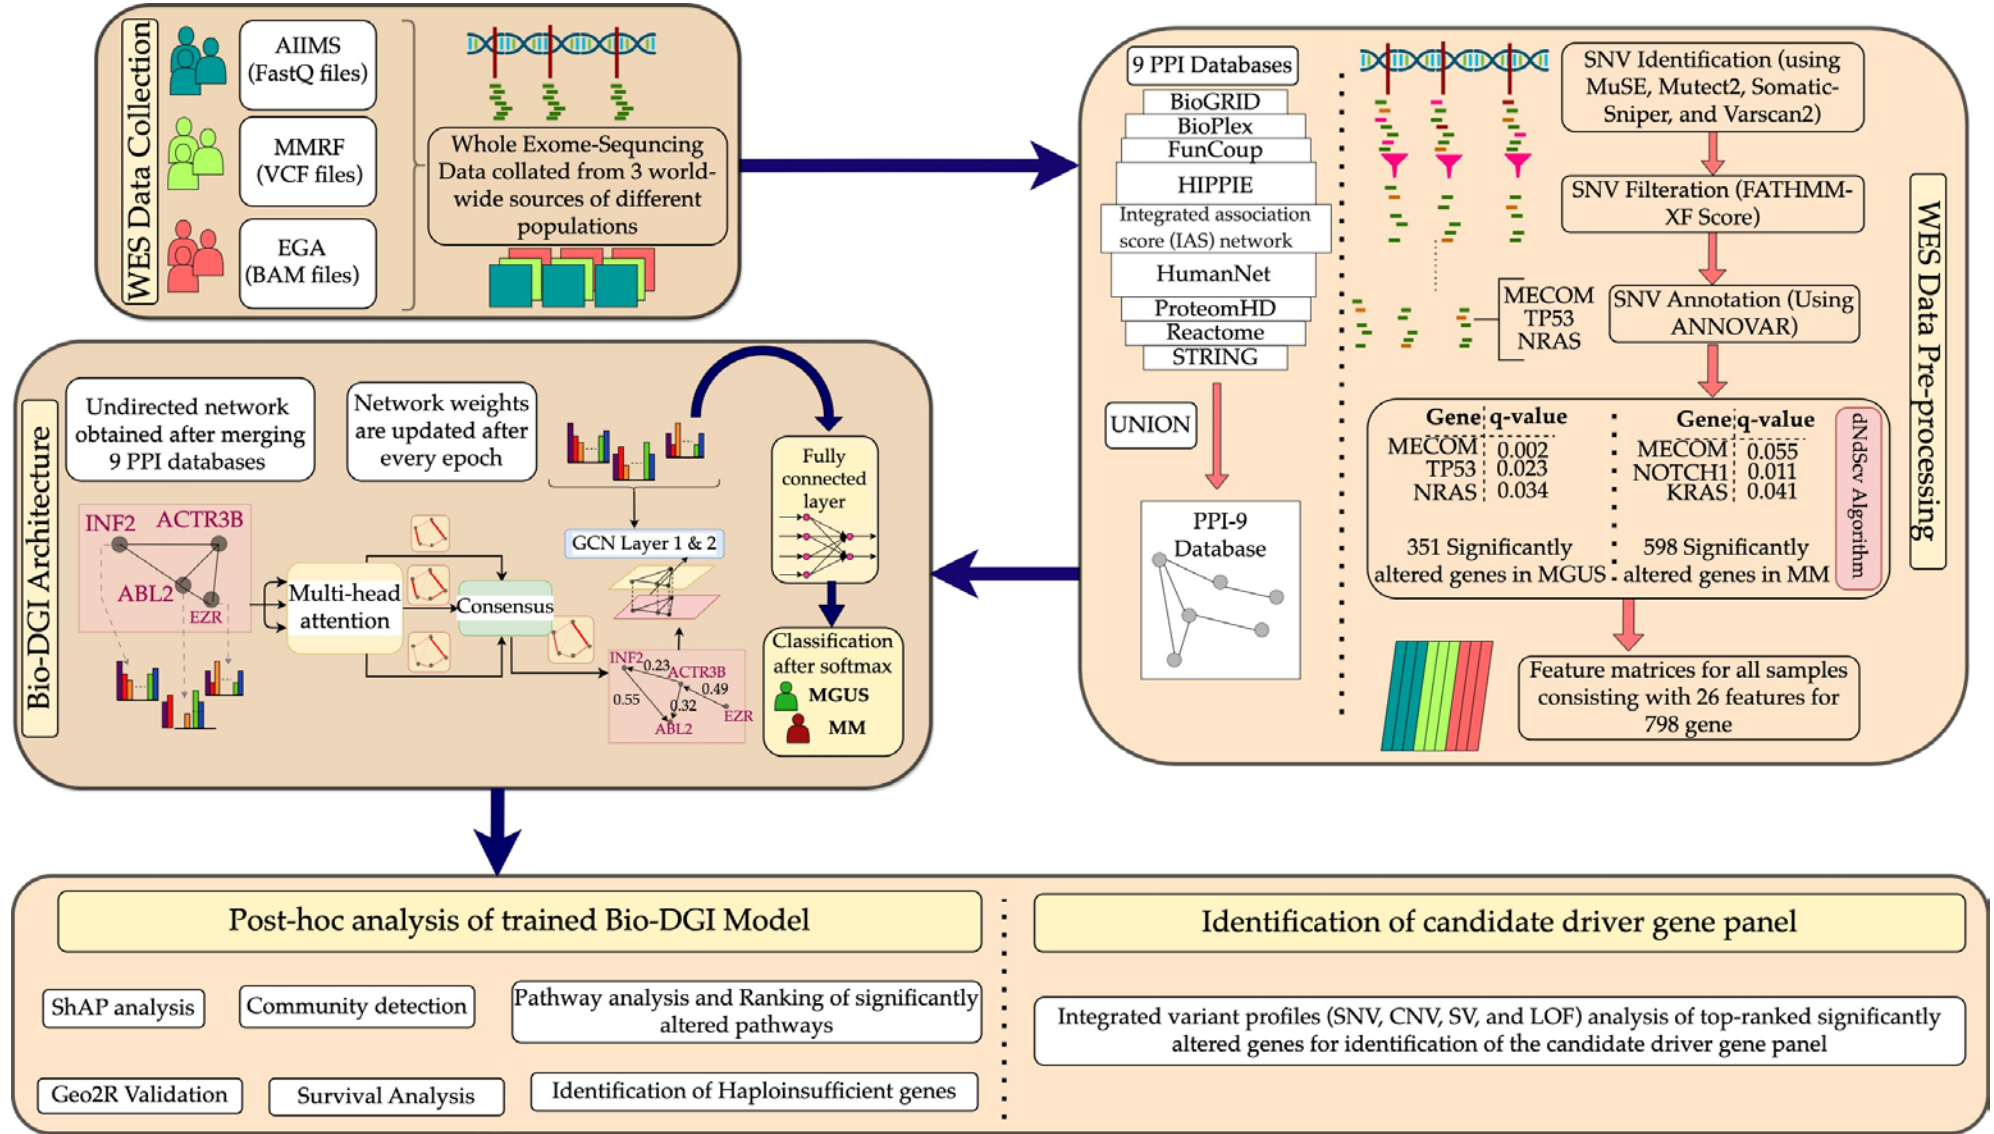 WES Data Collection
AIIMS
(FastQ files)
MMRF
(VCF files)
EGA
(BAM files)
Whole Exome-Sequncing
Data collated from 3 world-
wide sources of different
populations
9 PPI Databases
BioGRID
BioPlex
FunCoup
HIPPIE
Integrated association
score (IAS) network
HumanNet
ProteomHD
Reactome
STRING
UNION
PPI-9
Database
SNV Identification (using
MuSE, Mutect2, Somatic-
Sniper, and Varscan2)
SNV Filteration (FATHMM-
XF Score)
SNV Annotation (Using
ANNOVAR)
MECOM
TP53
NRAS
WES Data Pre-processing
Gene q-value
MECOM 0.002
TP53 0.023
NRAS 0.034
351 Significantly
altered genes in MGUS
Gene q-value
MECOM 0.055
NOTCH1 0.011
KRAS 0.041
598 Significantly
altered genes in MM
dNdScv Algorithm
Feature matrices for all samples
consisting with 26 features for
798 gene
Bio-DGI Architecture
Undirected network
obtained after merging
9 PPI databases
Network weights
are updated after
every epoch
INF2 ACTR3B
ABL2
EZR
Multi-head
attention
Consensus
GCN Layer 1 & 2
INF2
0.23
ACTR3B
0.49
0.55
0.32
EZR
ABL2
Fully
connected
layer
Classification
after softmax
MGUS
MM
Post-hoc analysis of trained Bio-DGI Model
ShAP analysis
Community detection
Pathway analysis and Ranking of significantly
altered pathways
Geo2R Validation
Survival Analysis
Identification of Haploinsufficient genes
Identification of candidate driver gene panel
Integrated variant profiles (SNV, CNV, SV, and LOF) analysis of top-ranked significantly
altered genes for identification of the candidate driver gene panel